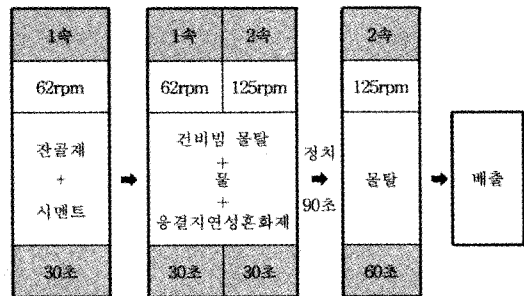 1속 1속 2속 2속
62rpm 62rpm 125rpm 125rpm
잔골재
+
시멘트
➡
건비빔 몰탈
+
물
+
응결지연성혼화재
정치
➡
90초
몰탈
➡
배출
30초 30초 30초 60초